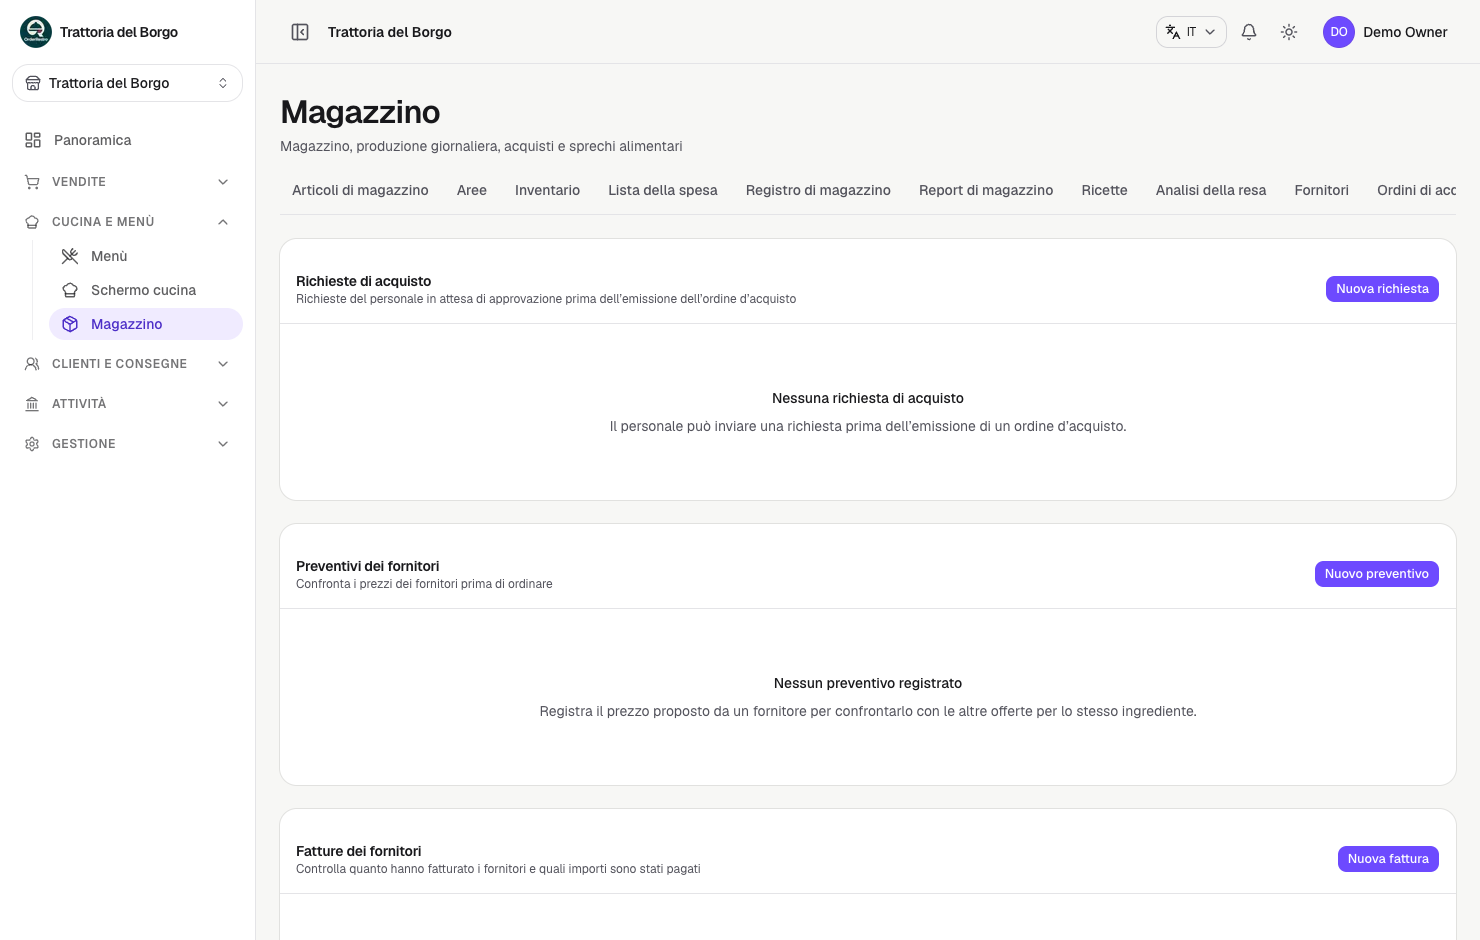 Trattoria del Borgo
Trattoria del Borgo
Panoramica
VENDITE
CUCINA E MENÙ
Menù
Schermo cucina
Magazzino
CLIENTI E CONSEGNE
ATTIVITÀ
GESTIONE
Trattoria del Borgo
IT
DO
Demo Owner
Magazzino
Magazzino, produzione giornaliera, acquisti e sprechi alimentari
Articoli di magazzino Aree Inventario Lista della spesa Registro di magazzino Report di magazzino Ricette Analisi della resa Fornitori Ordini di acq
Richieste di acquisto
Richieste del personale in attesa di approvazione prima dell’emissione dell’ordine d’acquisto
Nuova richiesta
Nessuna richiesta di acquisto
Il personale può inviare una richiesta prima dell’emissione di un ordine d’acquisto.
Preventivi dei fornitori
Confronta i prezzi dei fornitori prima di ordinare
Nuovo preventivo
Nessun preventivo registrato
Registra il prezzo proposto da un fornitore per confrontarlo con le altre offerte per lo stesso ingrediente.
Fatture dei fornitori
Controlla quanto hanno fatturato i fornitori e quali importi sono stati pagati
Nuova fattura